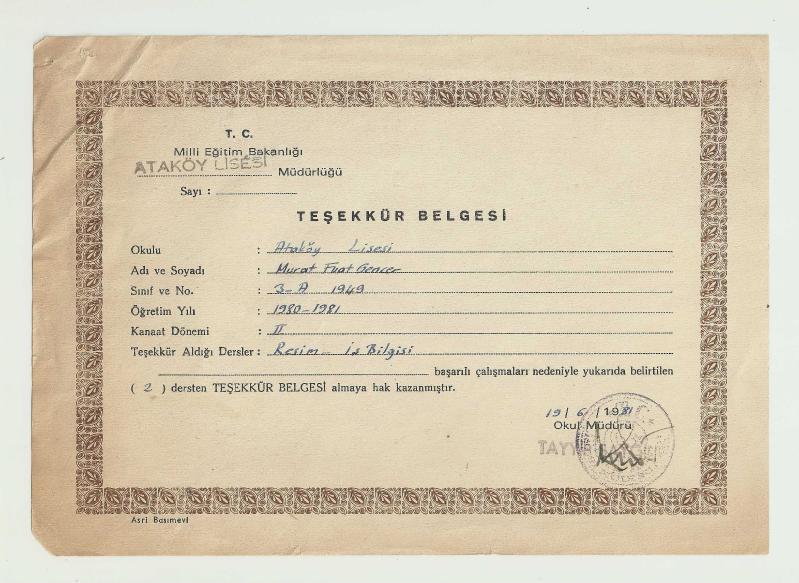 T. C.
Milli Eğitim Bakanlığı
ATAKÖY LİSESİ Müdürlüğü
Sayı :
TEŞEKKÜR BELGESİ
Okulu : Ataköy Lisesi
Adı ve Soyadı : Murat Fuat Gencer
Sınıf ve No. : 3-A 1949
Öğretim Yılı : 1980-1981
Kanaat Dönemi : II
Teşekkür Aldığı Dersler : Resim - İş Bilgisi
başarılı çalışmaları nedeniyle yukarıda belirtilen
( 2 ) dersten TEŞEKKÜR BELGESİ almaya hak kazanmıştır.
19 / 6 / 1981
Okul Müdürü
Asri Basımevi